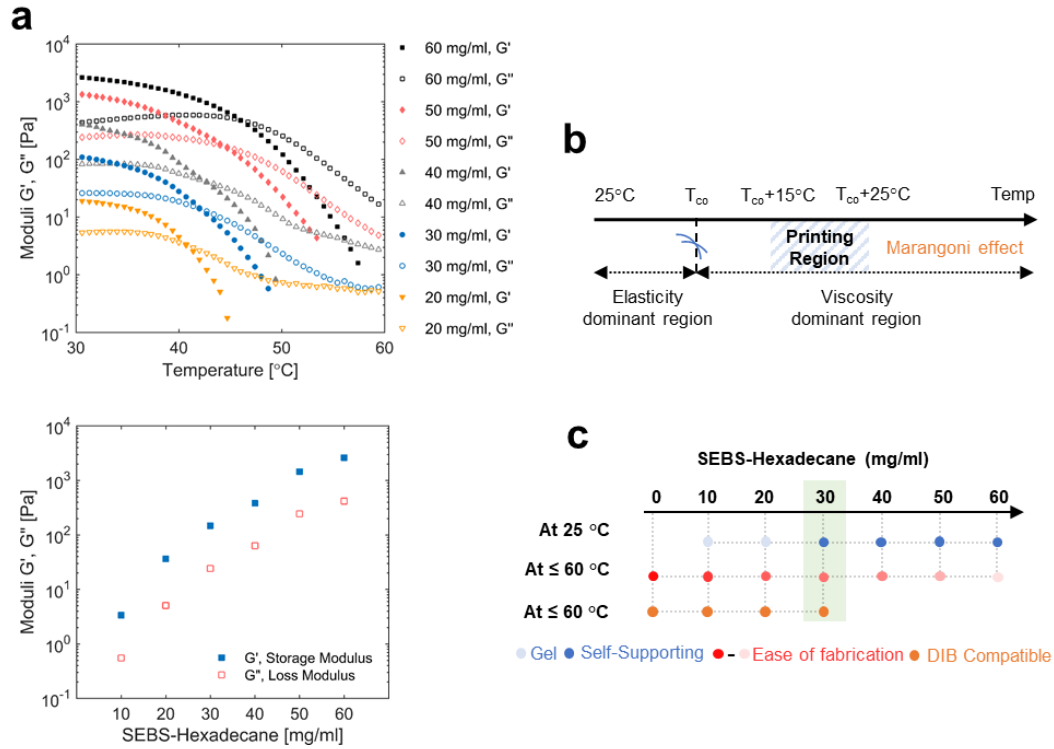 a
10⁴
10³
10²
10¹
10⁰
10⁻¹
Moduli G', G" [Pa]
30 40 50 60
Temperature [°C]
60 mg/ml, G'
60 mg/ml, G"
50 mg/ml, G'
50 mg/ml, G"
40 mg/ml, G'
40 mg/ml, G"
30 mg/ml, G'
30 mg/ml, G"
20 mg/ml, G'
20 mg/ml, G"
b
25°C T_co T_co+15°C T_co+25°C Temp
Printing
Region
Marangoni effect
Elasticity
dominant region
Viscosity
dominant region
10⁴
10³
10²
10¹
10⁰
10⁻¹
Moduli G', G" [Pa]
G', Storage Modulus
G", Loss Modulus
10 20 30 40 50 60
SEBS-Hexadecane [mg/ml]
c
SEBS-Hexadecane (mg/ml)
0 10 20 30 40 50 60
At 25 °C
At ≤ 60 °C
At ≤ 60 °C
Gel Self-Supporting - Ease of fabrication DIB Compatible